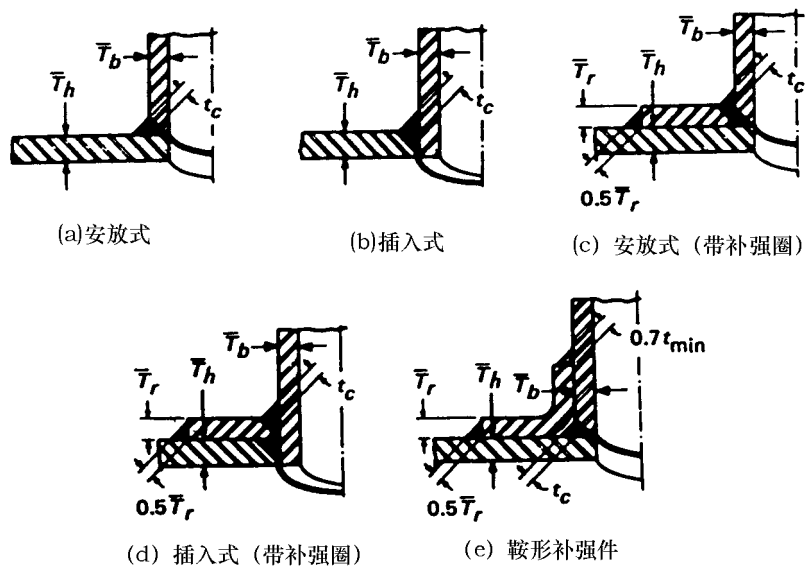 T̅b
T̅h
tc
(a)安放式
T̅b
T̅h
tc
(b)插入式
T̅b
T̅r
T̅h
tc
0.5T̅r
(c) 安放式 (带补强圈)
T̅b
T̅r
T̅h
tc
0.5T̅r
(d) 插入式 (带补强圈)
0.7tmin
T̅r
T̅h
T̅b
0.5T̅r
tc
(e) 鞍形补强件